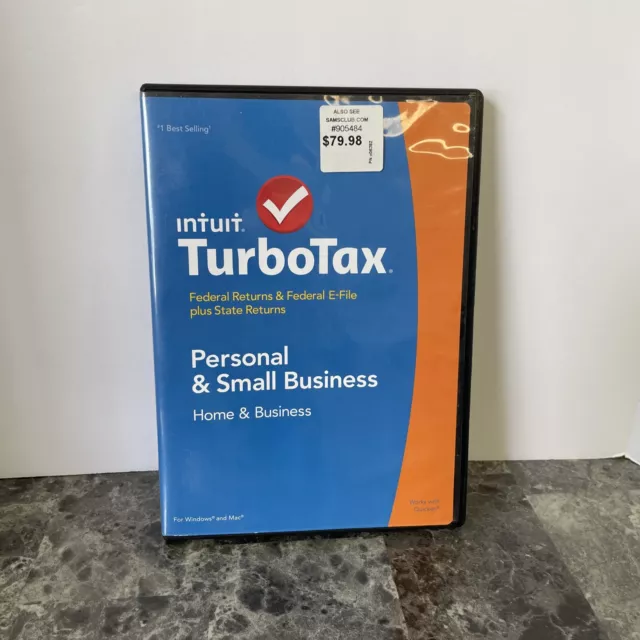 #1 Best Selling†
ALSO SEE
SAMSCLUB.COM
#905484
$79.98
intuit®
TurboTax®
Federal Returns & Federal E-File
plus State Returns
Personal
& Small Business
Home & Business
For Windows® and Mac®